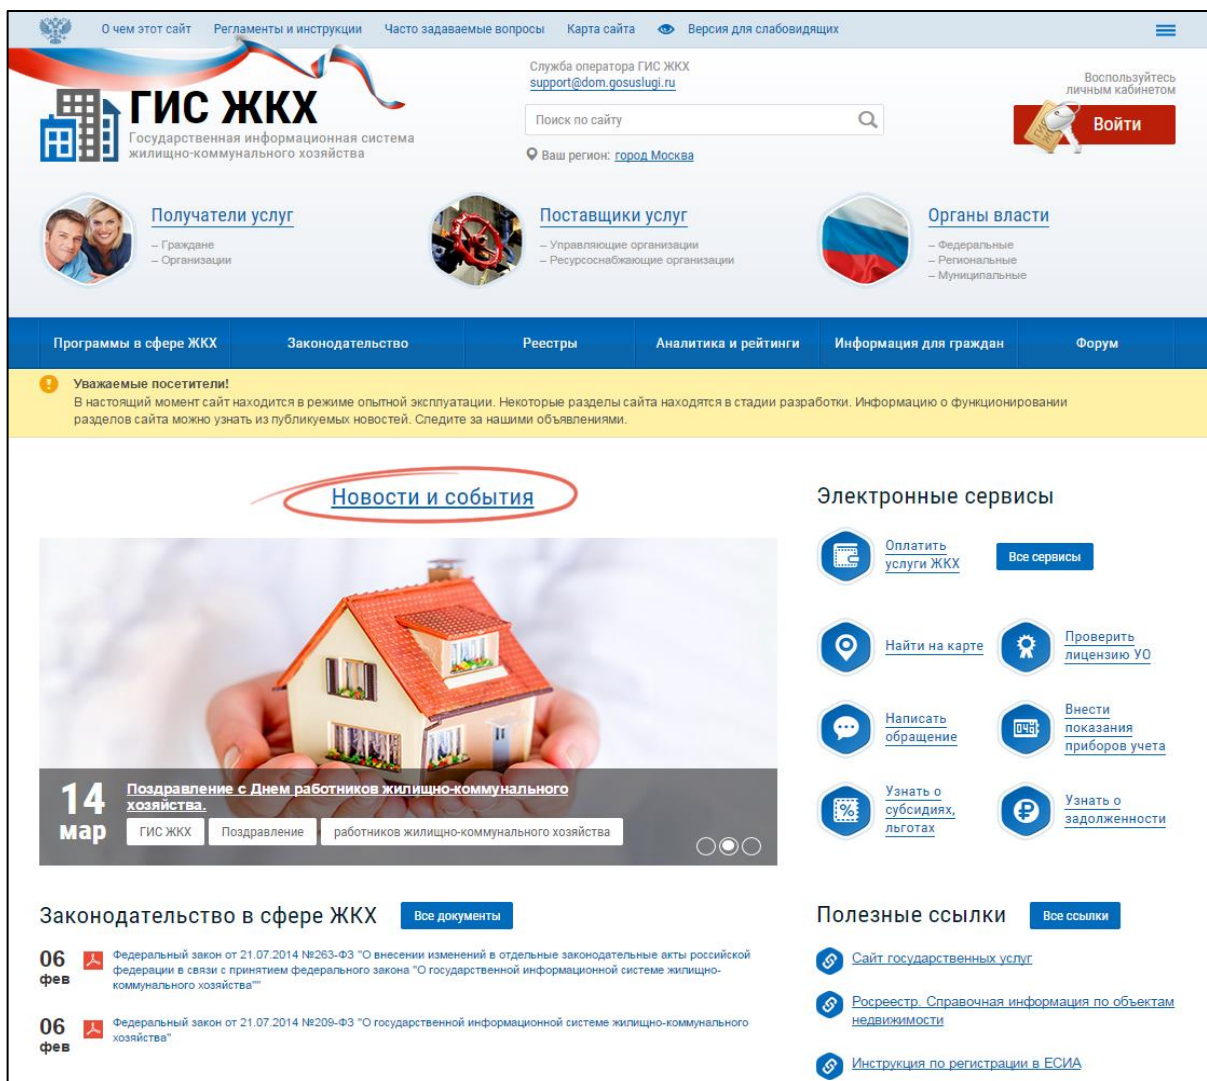 О чем этот сайт Регламенты и инструкции Часто задаваемые вопросы Карта сайта Версия для слабовидящих
Служба оператора ГИС ЖКХ
support@dom.gosuslugi.ru
Поиск по сайту
Ваш регион: город Москва
ГИС ЖКХ
Государственная информационная система
жилищно-коммунального хозяйства
Воспользуйтесь
личным кабинетом
Войти
Получатели услуг
– Граждане
– Организации
Поставщики услуг
– Управляющие организации
– Ресурсоснабжающие организации
Органы власти
– Федеральные
– Региональные
– Муниципальные
Программы в сфере ЖКХ Законодательство Реестры Аналитика и рейтинги Информация для граждан Форум
Уважаемые посетители!
В настоящий момент сайт находится в режиме опытной эксплуатации. Некоторые разделы сайта находятся в стадии разработки. Информацию о функционировании
разделов сайта можно узнать из публикуемых новостей. Следите за нашими объявлениями.
Новости и события
14
мар
Поздравление с Днем работников жилищно-коммунального
хозяйства.
ГИС ЖКХ Поздравление работников жилищно-коммунального хозяйства
Электронные сервисы
Оплатить
услуги ЖКХ
Все сервисы
Найти на карте
Проверить
лицензию УО
Написать
обращение
Внести
показания
приборов учета
Узнать о
субсидиях,
льготах
Узнать о
задолженности
Законодательство в сфере ЖКХ Все документы
06
фев
Федеральный закон от 21.07.2014 №263-ФЗ "О внесении изменений в отдельные законодательные акты российской
федерации в связи с принятием федерального закона "О государственной информационной системе жилищно-
коммунального хозяйства""
06
фев
Федеральный закон от 21.07.2014 №209-ФЗ "О государственной информационной системе жилищно-коммунального
хозяйства"
Полезные ссылки Все ссылки
Сайт государственных услуг
Росреестр. Справочная информация по объектам
недвижимости
Инструкция по регистрации в ЕСИА